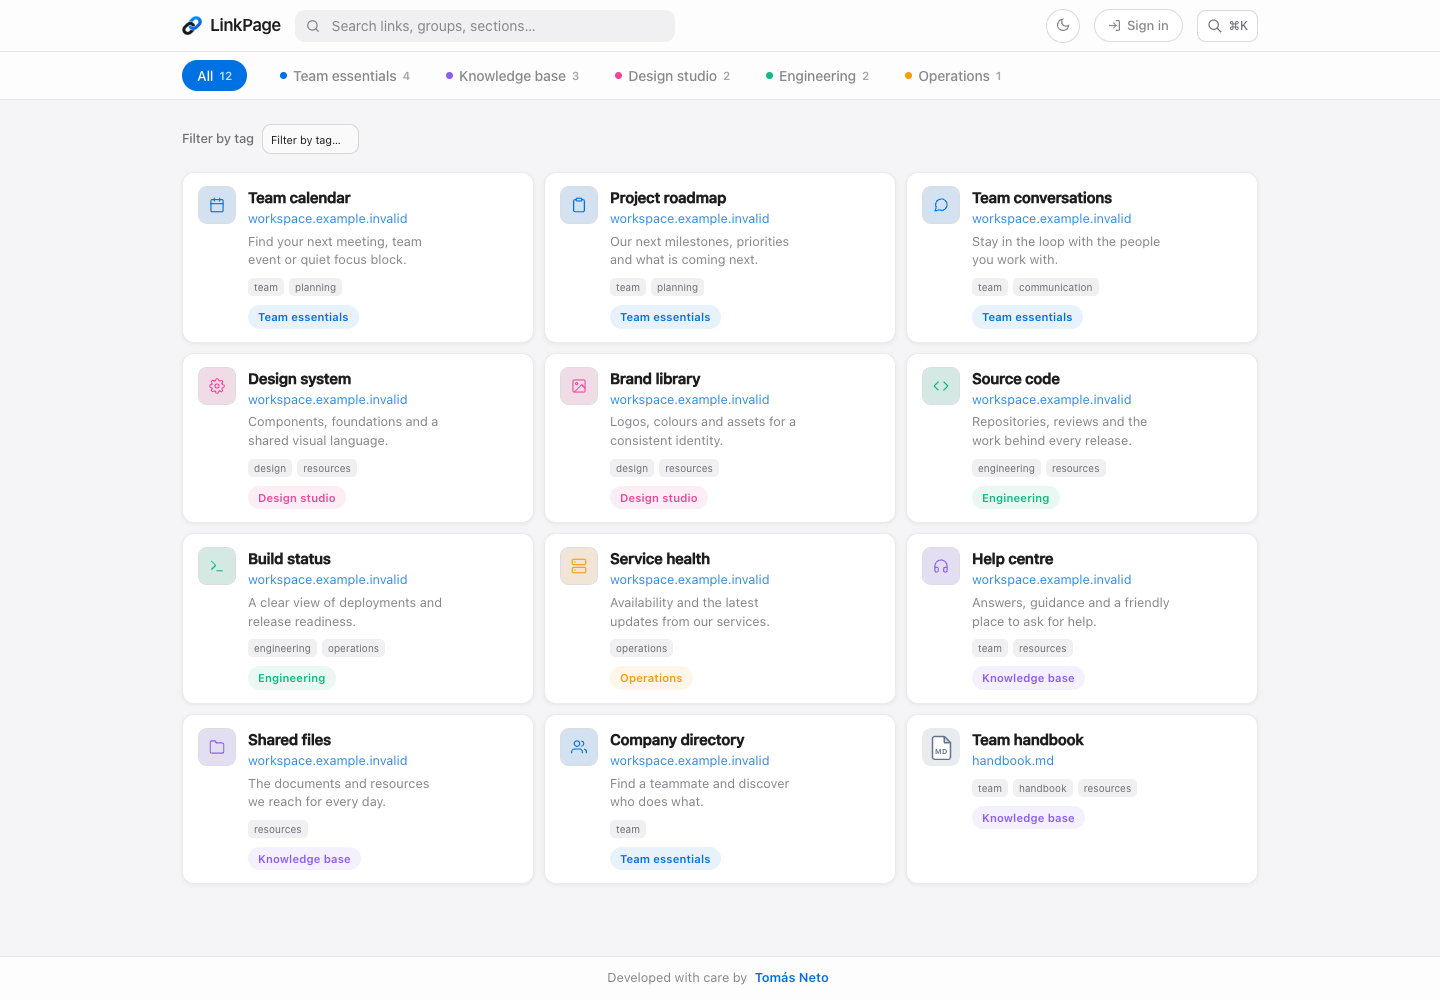 LinkPage
Search links, groups, sections...
Sign in
⌘K
All 12
Team essentials 4
Knowledge base 3
Design studio 2
Engineering 2
Operations 1
Filter by tag
Filter by tag...
Team calendar
workspace.example.invalid
Find your next meeting, team
event or quiet focus block.
team planning
Team essentials
Project roadmap
workspace.example.invalid
Our next milestones, priorities
and what is coming next.
team planning
Team essentials
Team conversations
workspace.example.invalid
Stay in the loop with the people
you work with.
team communication
Team essentials
Design system
workspace.example.invalid
Components, foundations and a
shared visual language.
design resources
Design studio
Brand library
workspace.example.invalid
Logos, colours and assets for a
consistent identity.
design resources
Design studio
Source code
workspace.example.invalid
Repositories, reviews and the
work behind every release.
engineering resources
Engineering
Build status
workspace.example.invalid
A clear view of deployments and
release readiness.
engineering operations
Engineering
Service health
workspace.example.invalid
Availability and the latest
updates from our services.
operations
Operations
Help centre
workspace.example.invalid
Answers, guidance and a friendly
place to ask for help.
team resources
Knowledge base
Shared files
workspace.example.invalid
The documents and resources
we reach for every day.
resources
Knowledge base
Company directory
workspace.example.invalid
Find a teammate and discover
who does what.
team
Team essentials
MD
Team handbook
handbook.md
team handbook resources
Knowledge base
Developed with care by Tomás Neto